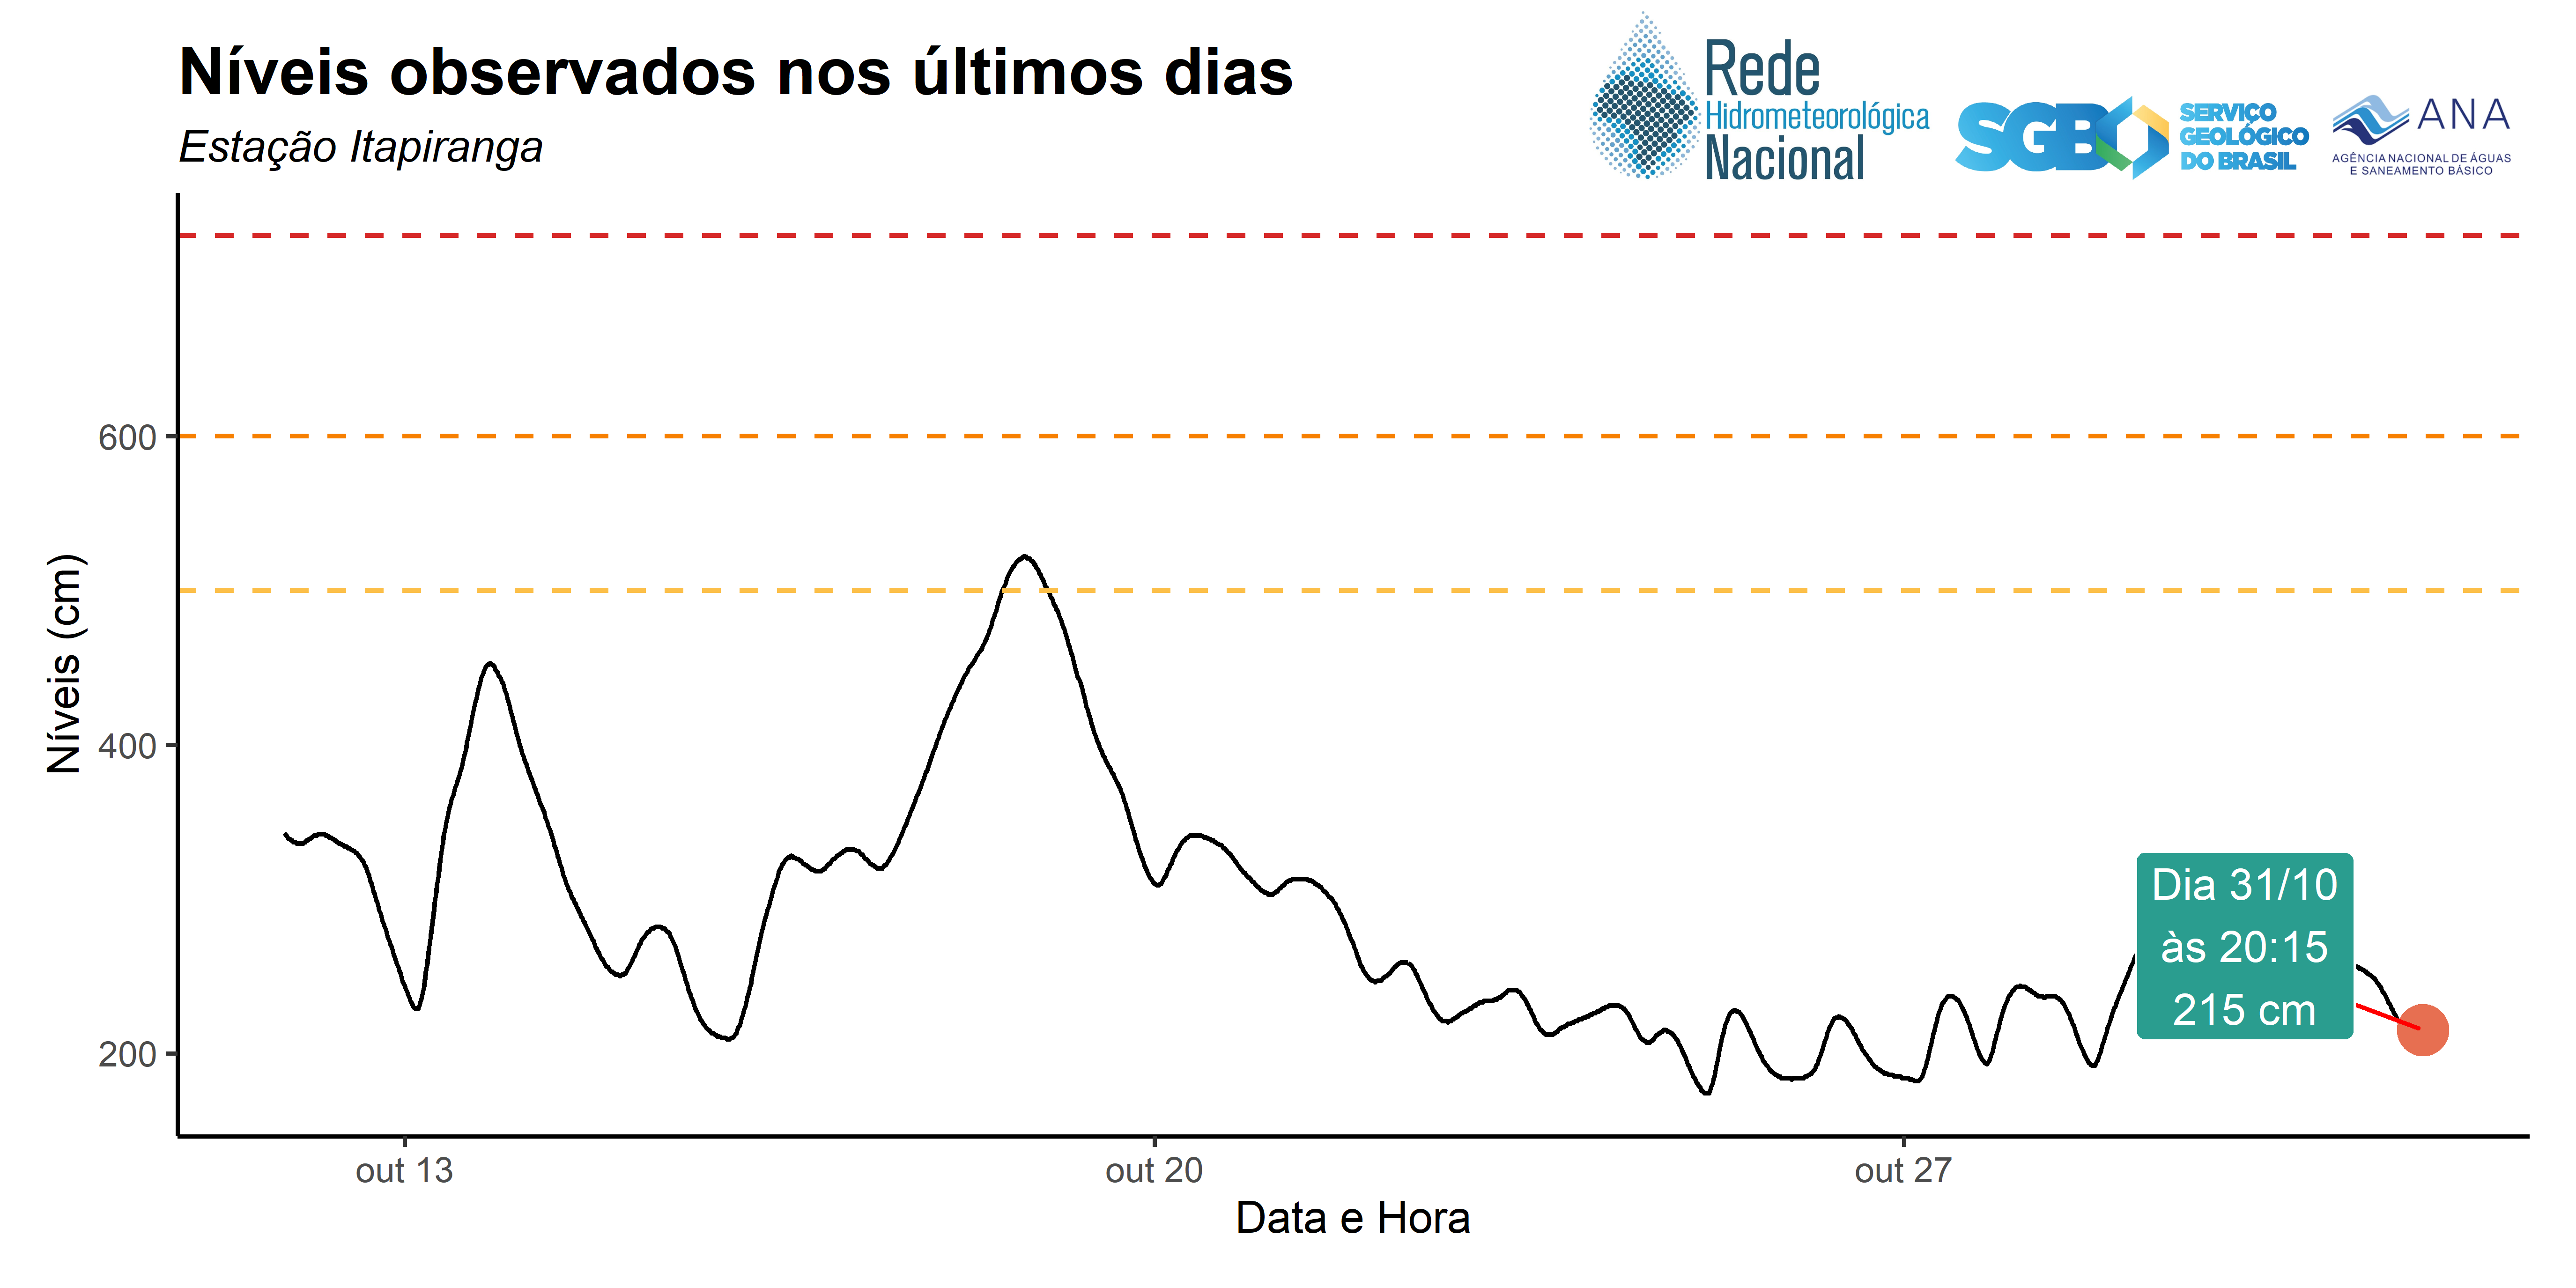 Níveis observados nos últimos dias
Estação Itapiranga
Rede
Hidrometeorológica
Nacional
SGB
SERVIÇO
GEOLÓGICO
DO BRASIL
ANA
AGÊNCIA NACIONAL DE ÁGUAS
E SANEAMENTO BÁSICO
Níveis (cm)
600
400
200
Dia 31/10
às 20:15
215 cm
out 13
out 20
out 27
Data e Hora